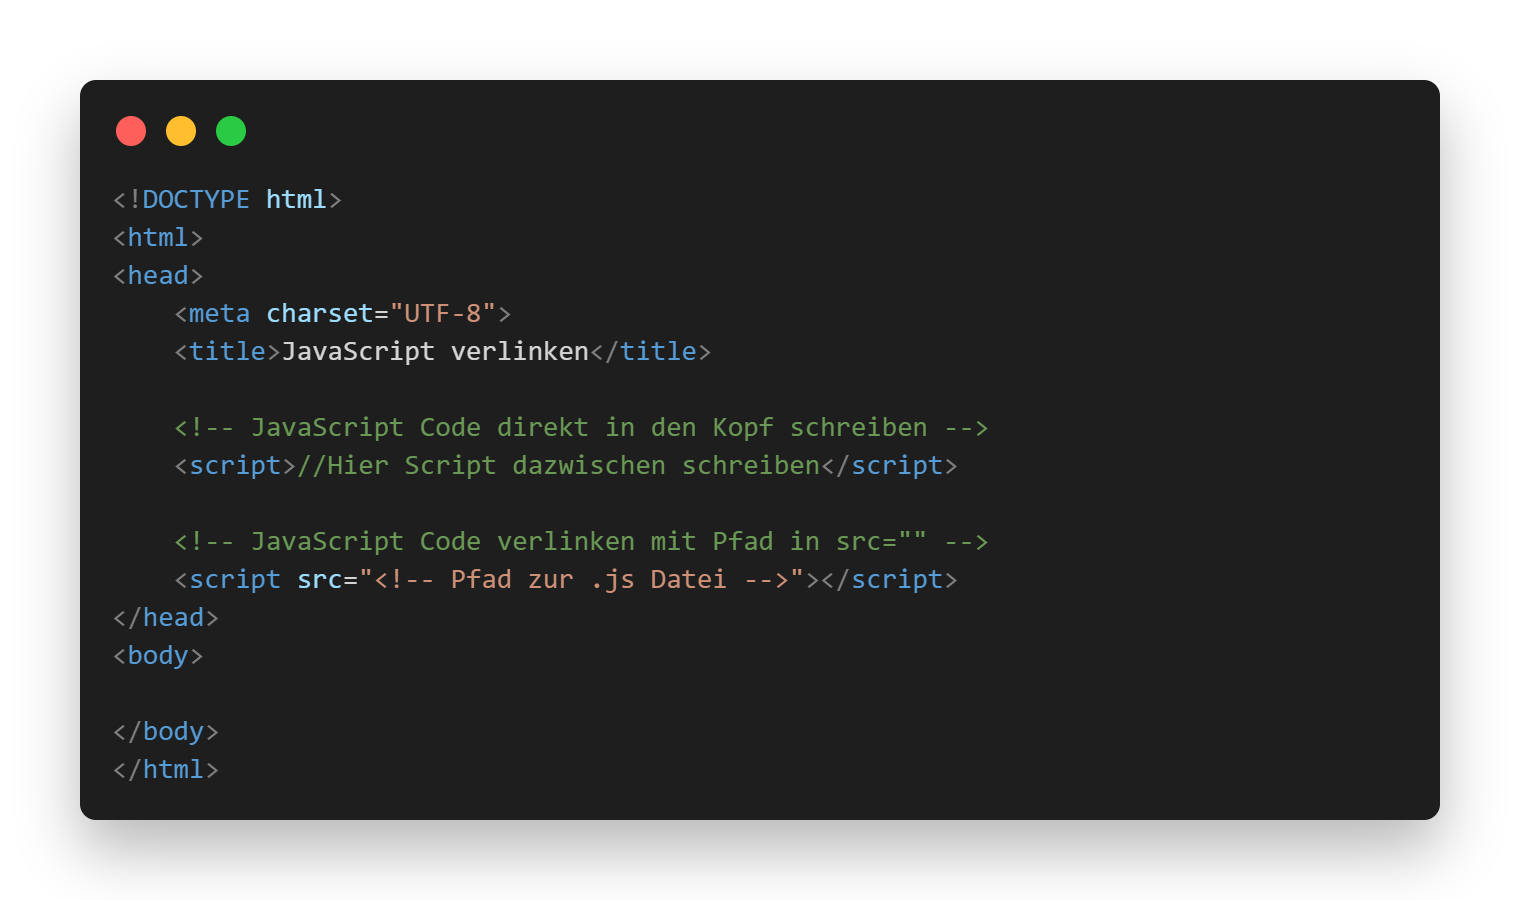 <!DOCTYPE html>
<html>
<head>
    <meta charset="UTF-8">
    <title>JavaScript verlinken</title>

    <!-- JavaScript Code direkt in den Kopf schreiben -->
    <script>//Hier Script dazwischen schreiben</script>

    <!-- JavaScript Code verlinken mit Pfad in src="" -->
    <script src="<!-- Pfad zur .js Datei -->"></script>
</head>
<body>

</body>
</html>